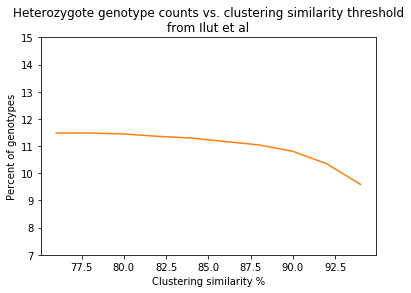 Heterozygote genotype counts vs. clustering similarity threshold
from Ilut et al
15
14
13
12
11
10
9
8
7
Percent of genotypes
77.5 80.0 82.5 85.0 87.5 90.0 92.5
Clustering similarity %